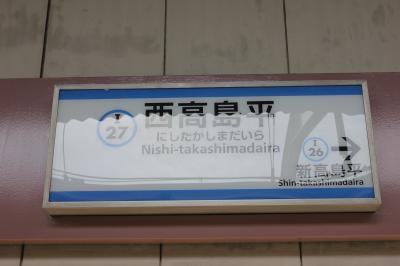 I
27
西高島平
にしたかしまだいら
Nishi-takashimadaira
I
26
新高島平
Shin-takashimadaira